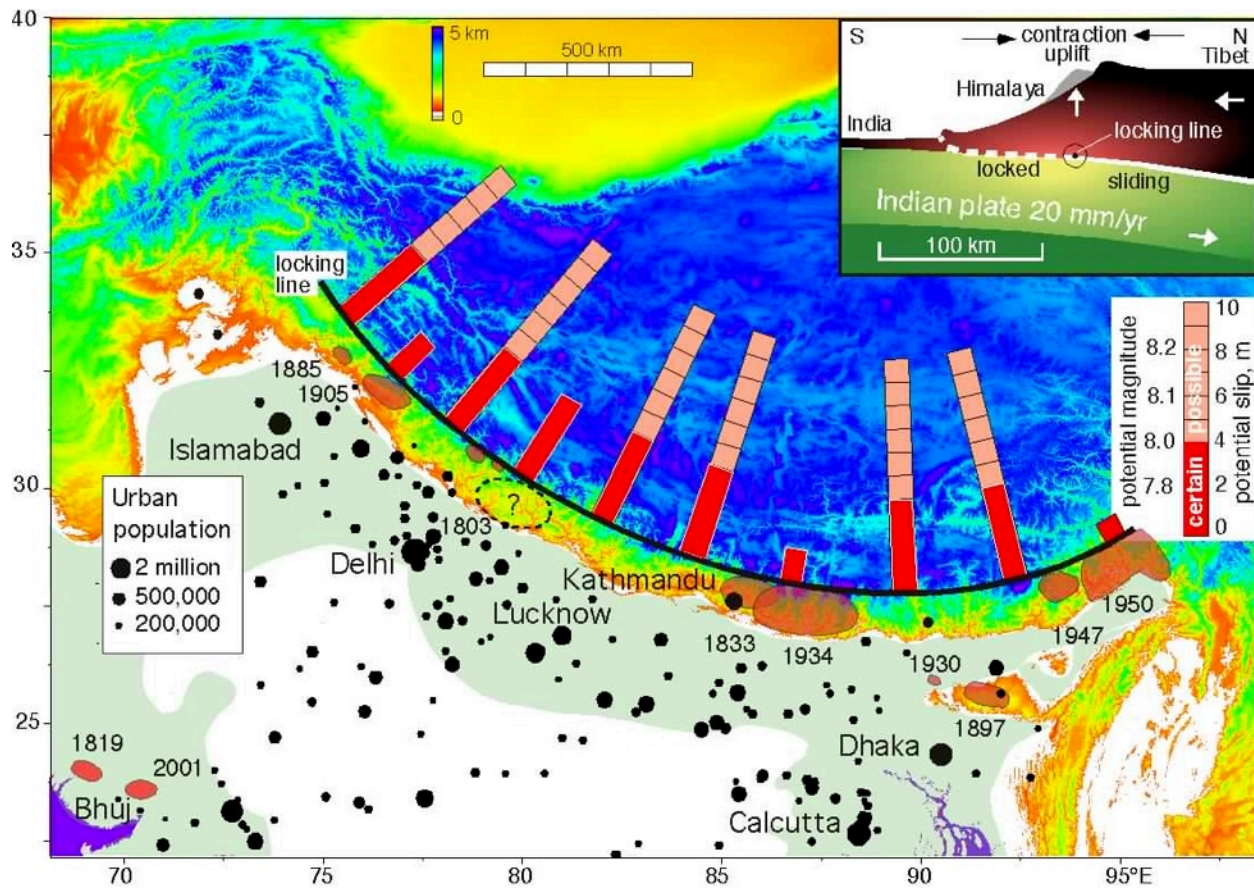 40
35
30
25
70
75
80
85
90
95°E
5 km
0
500 km
S
contraction
N
uplift
Tibet
Himalaya
India
locking line
locked
sliding
Indian plate 20 mm/yr
100 km
locking
line
potential magnitude
8.2
8.1
8.0
7.8
certain
possible
10
8
6
4
2
0
potential slip, m
1885
1905
Islamabad
Urban
population
2 million
500,000
200,000
?
1803
Delhi
Kathmandu
Lucknow
1833
1934
1930
1947
1950
1897
Dhaka
1819
2001
Bhuj
Calcutta